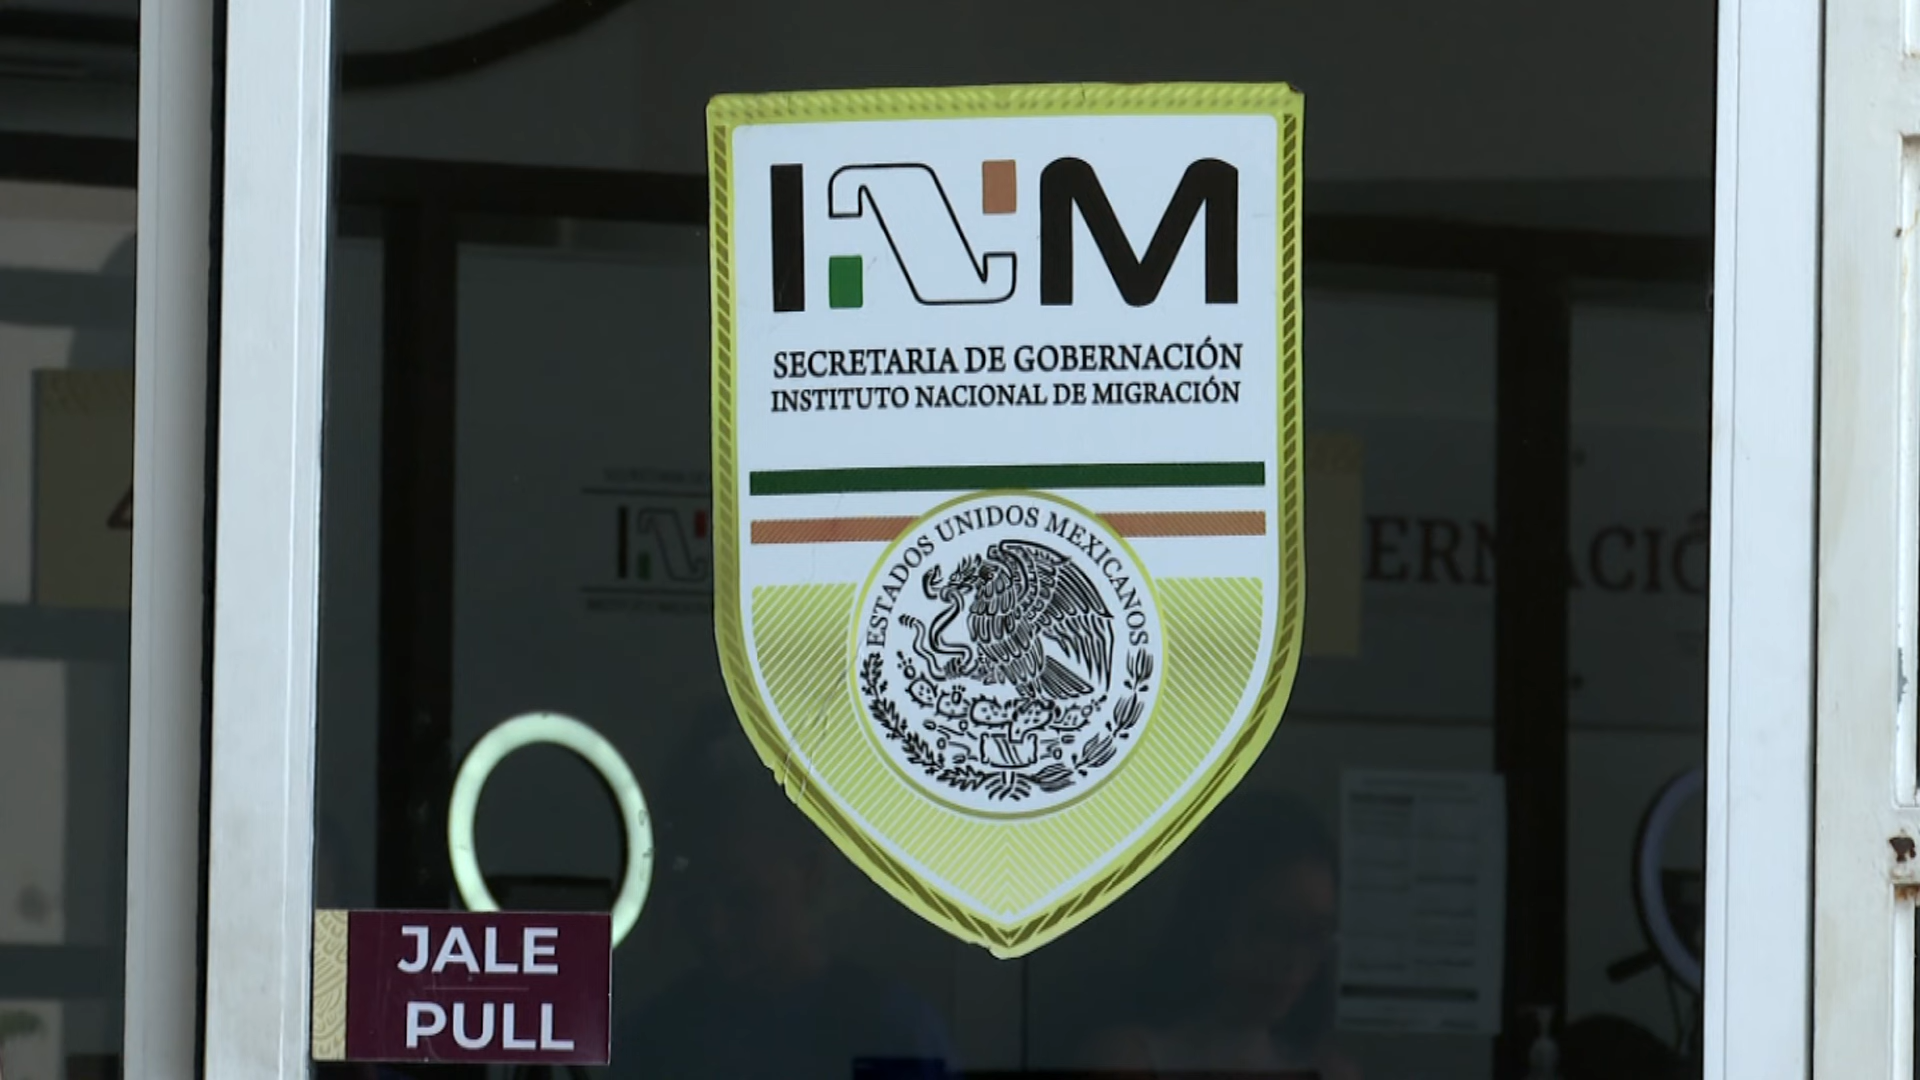 INM
SECRETARIA DE GOBERNACIÓN
INSTITUTO NACIONAL DE MIGRACIÓN
ESTADOS UNIDOS MEXICANOS
JALE
PULL